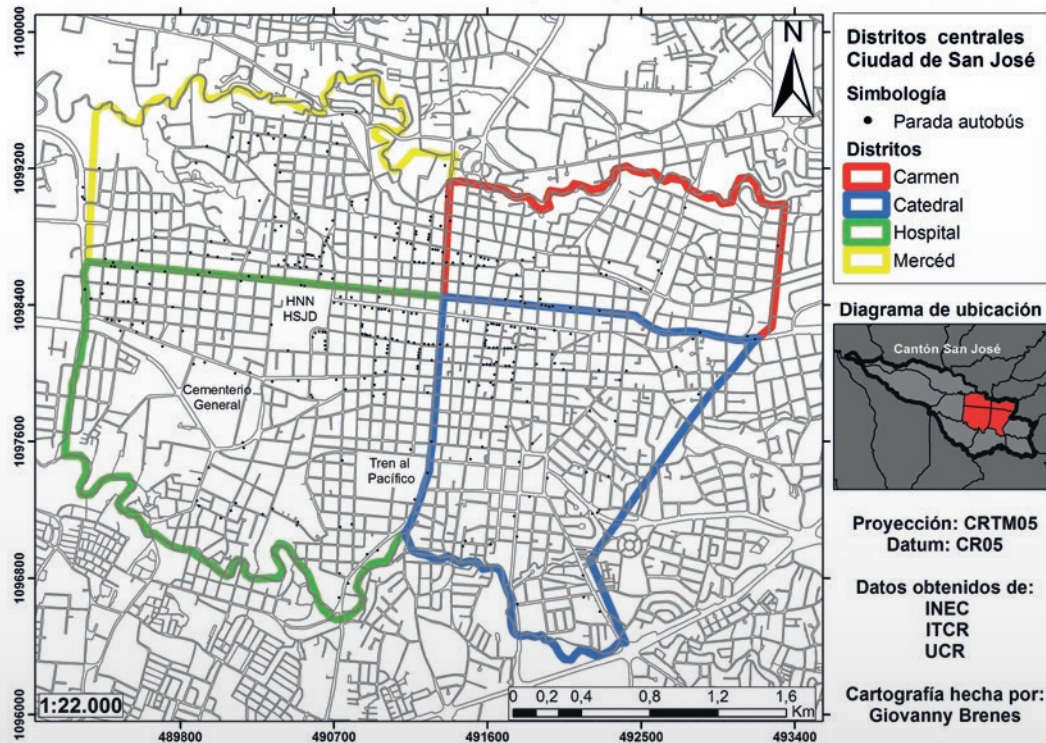 1100000
1099200
1098400
1097600
1096800
1096000
N
HNN
HSJD
Cementerio
General
Tren al
Pacífico
1:22.000
0 0,2 0,4 0,8 1,2 1,6
Km
489800 490700 491600 492500 493400
Distritos centrales
Ciudad de San José
Simbología
Parada autobús
Distritos
Carmen
Catedral
Hospital
Mercéd
Diagrama de ubicación
Cantón San José
Proyección: CRTM05
Datum: CR05
Datos obtenidos de:
INEC
ITCR
UCR
Cartografía hecha por:
Giovanny Brenes